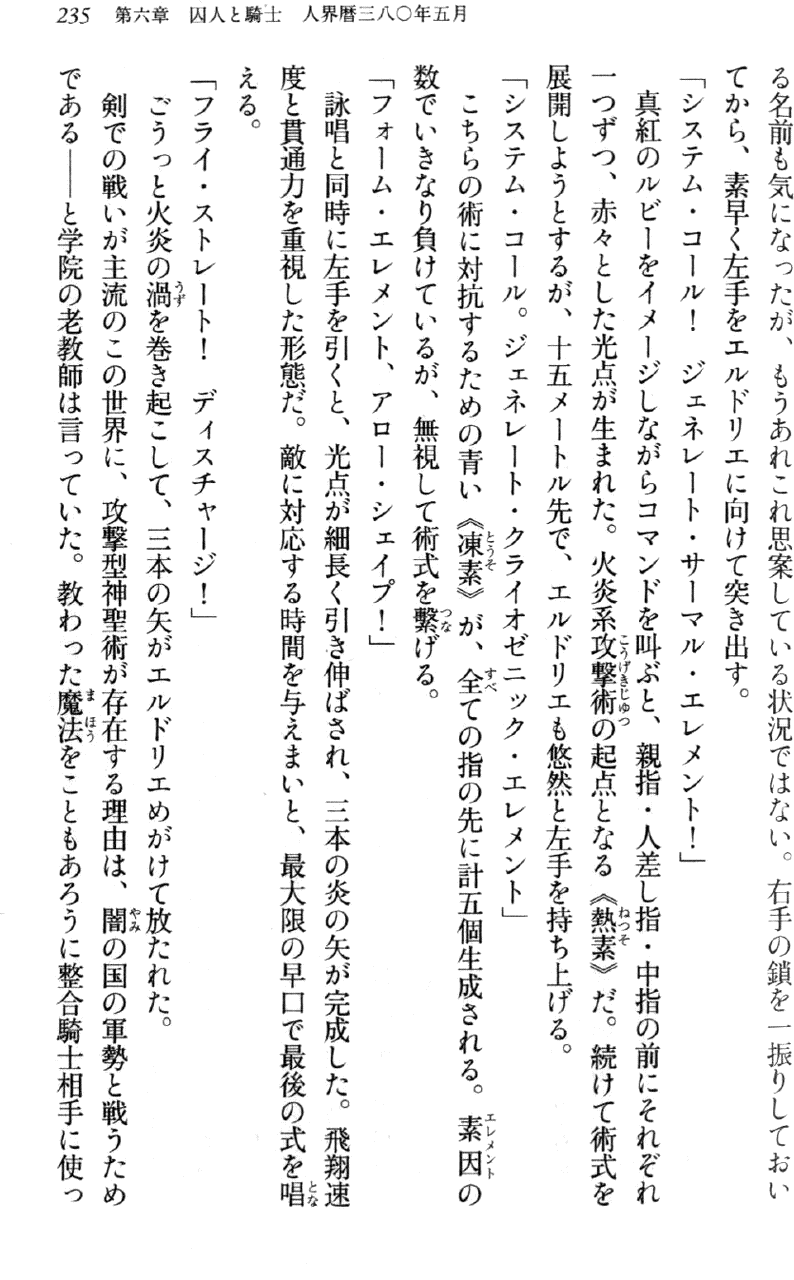 235　第六章　囚人と騎士　人界暦三八〇年五月
る名前も気になったが、もうあれこれ思案している状況ではない。右手の鎖を一振りしておい
てから、素早く左手をエルドリエに向けて突き出す。
「システム・コール！　ジェネレート・サーマル・エレメント！」
　真紅のルビーをイメージしながらコマンドを叫ぶと、親指・人差し指・中指の前にそれぞれ
一つずつ、赤々とした光点が生まれた。火炎系攻撃術の起点となる《熱素》だ。続けて術式を
展開しようとするが、十五メートル先で、エルドリエも悠然と左手を持ち上げる。
「システム・コール。ジェネレート・クライオゼニック・エレメント」
　こちらの術に対抗するための青い《凍素》が、全ての指の先に計五個生成される。素因の
数でいきなり負けているが、無視して術式を繋げる。
「フォーム・エレメント、アロー・シェイプ！」
　詠唱と同時に左手を引くと、光点が細長く引き伸ばされ、三本の炎の矢が完成した。飛翔速
度と貫通力を重視した形態だ。敵に対応する時間を与えまいと、最大限の早口で最後の式を唱
える。
「フライ・ストレート！　ディスチャージ！」
　ごうっと火炎の渦を巻き起こして、三本の矢がエルドリエめがけて放たれた。
　剣での戦いが主流のこの世界に、攻撃型神聖術が存在する理由は、闇の国の軍勢と戦うため
である――と学院の老教師は言っていた。教わった魔法をこともあろうに整合騎士相手に使っ